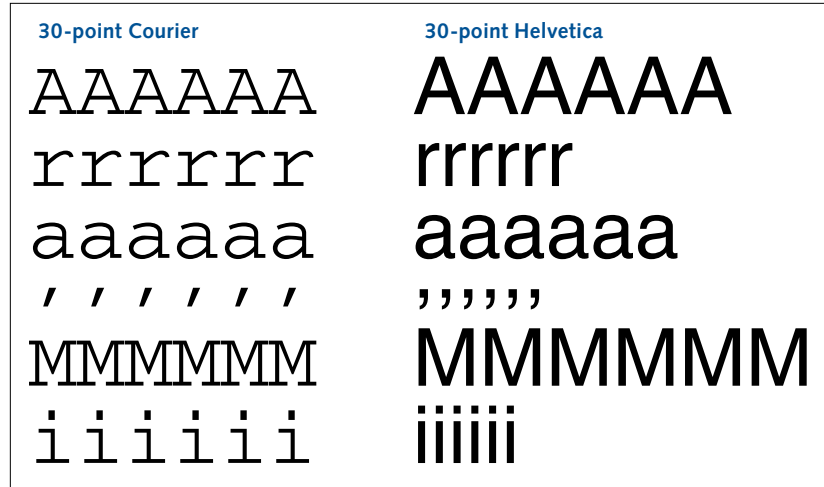 30-point Courier
AAAAAA
rrrrrr
aaaaaa
,,,,,,
MMMMMM
iiiiii
30-point Helvetica
AAAAAA
rrrrrr
aaaaaa
,,,,,,
MMMMMM
iiiiii